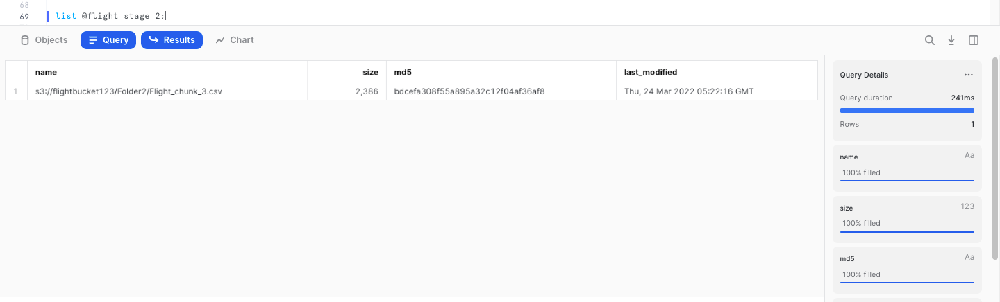 68
69 list @flight_stage_2;
Objects Query Results Chart
name size md5 last_modified
1 s3://flightbucket123/Folder2/Flight_chunk_3.csv 2,386 bdcefa308f55a895a32c12f04af36af8 Thu, 24 Mar 2022 05:22:16 GMT
Query Details ...
Query duration 241ms
Rows 1
name Aa
100% filled
size 123
100% filled
md5 Aa
100% filled